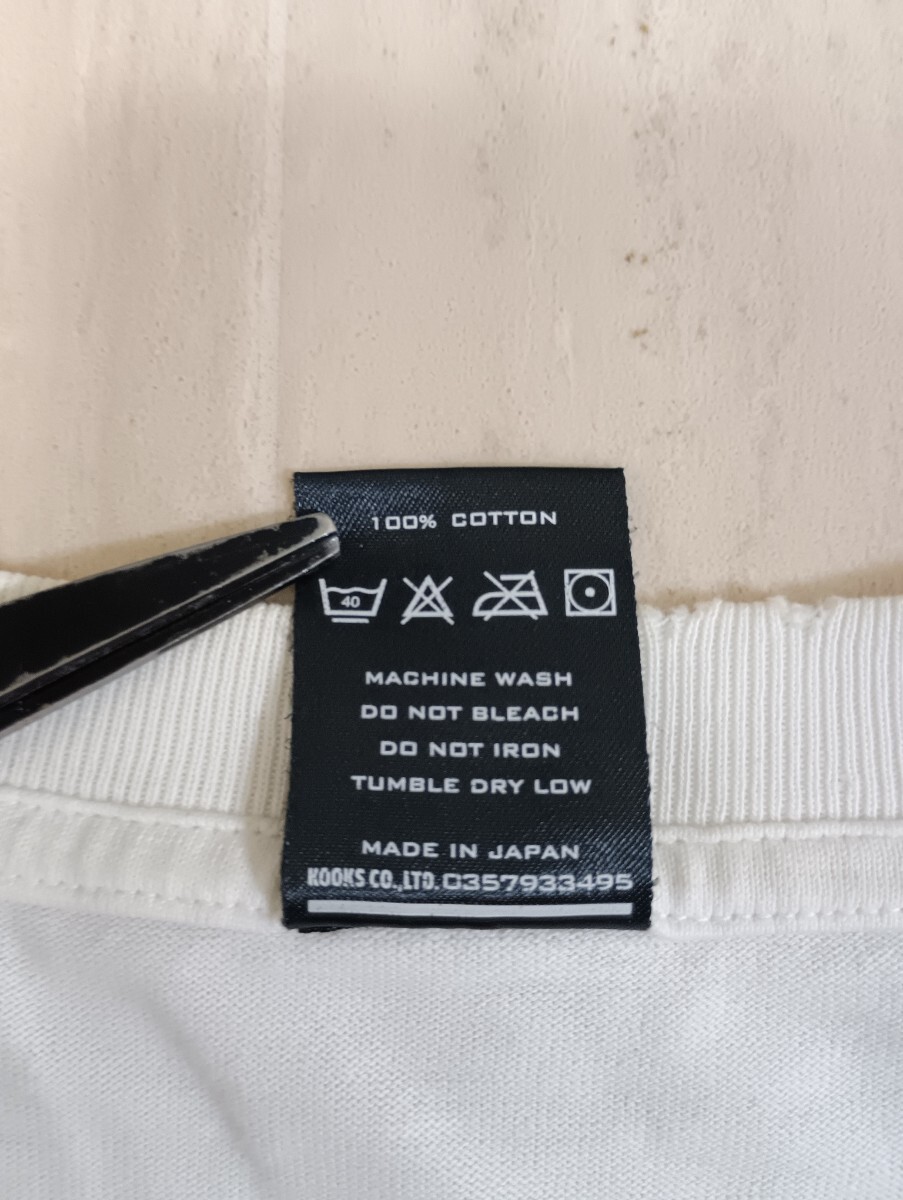 100% COTTON
40
MACHINE WASH
DO NOT BLEACH
DO NOT IRON
TUMBLE DRY LOW
MADE IN JAPAN
KOOKS CO.,LTD. 0357933495